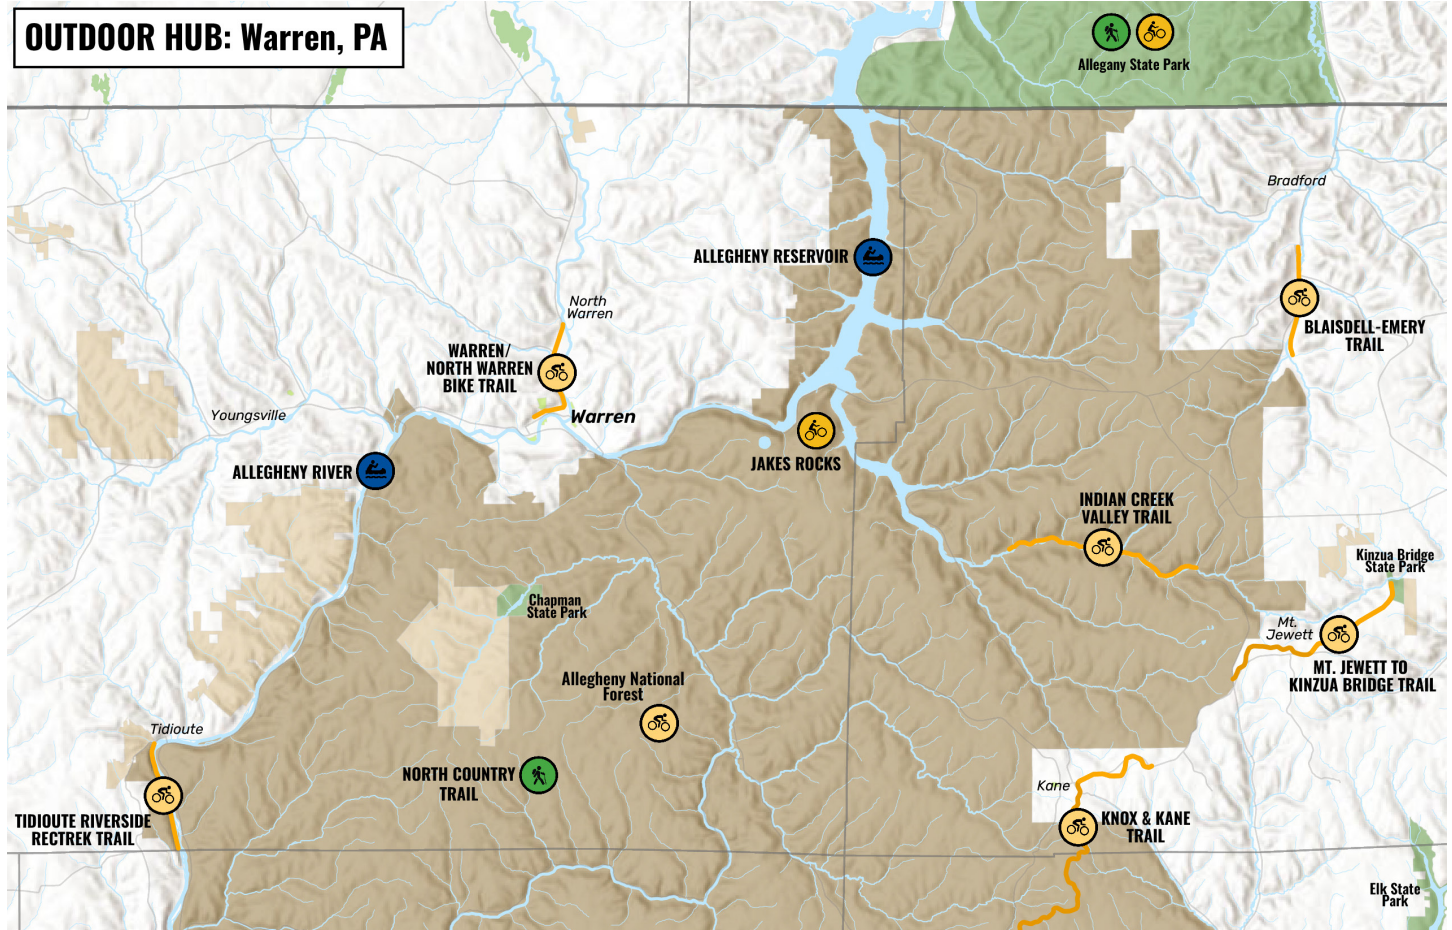 OUTDOOR HUB: Warren, PA
Allegany State Park
Bradford
ALLEGHENY RESERVOIR
North
Warren
BLAISDELL-EMERY
TRAIL
WARREN/
NORTH WARREN
BIKE TRAIL
Youngsville
Warren
ALLEGHENY RIVER
JAKES ROCKS
INDIAN CREEK
VALLEY TRAIL
Kinzua Bridge
State Park
Chapman
State Park
Mt.
Jewett
MT. JEWETT TO
KINZUA BRIDGE TRAIL
Allegheny National
Forest
Tidioute
NORTH COUNTRY
TRAIL
Kane
TIDIOUTE RIVERSIDE
RECTREK TRAIL
KNOX & KANE
TRAIL
Elk State
Park